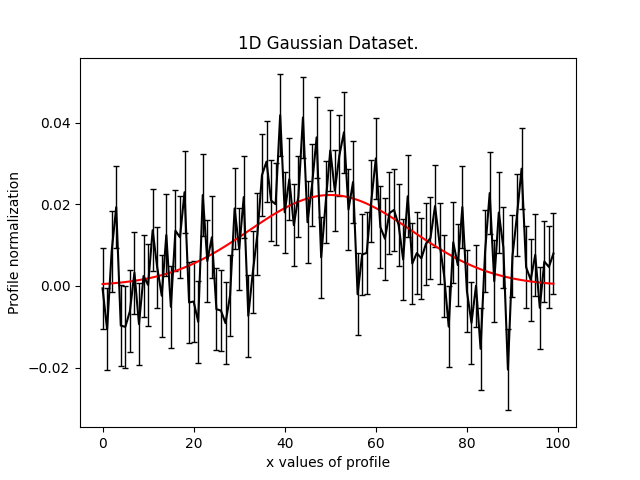 1D Gaussian Dataset.
Profile normalization
0.04
0.02
0.00
−0.02
0 20 40 60 80 100
x values of profile